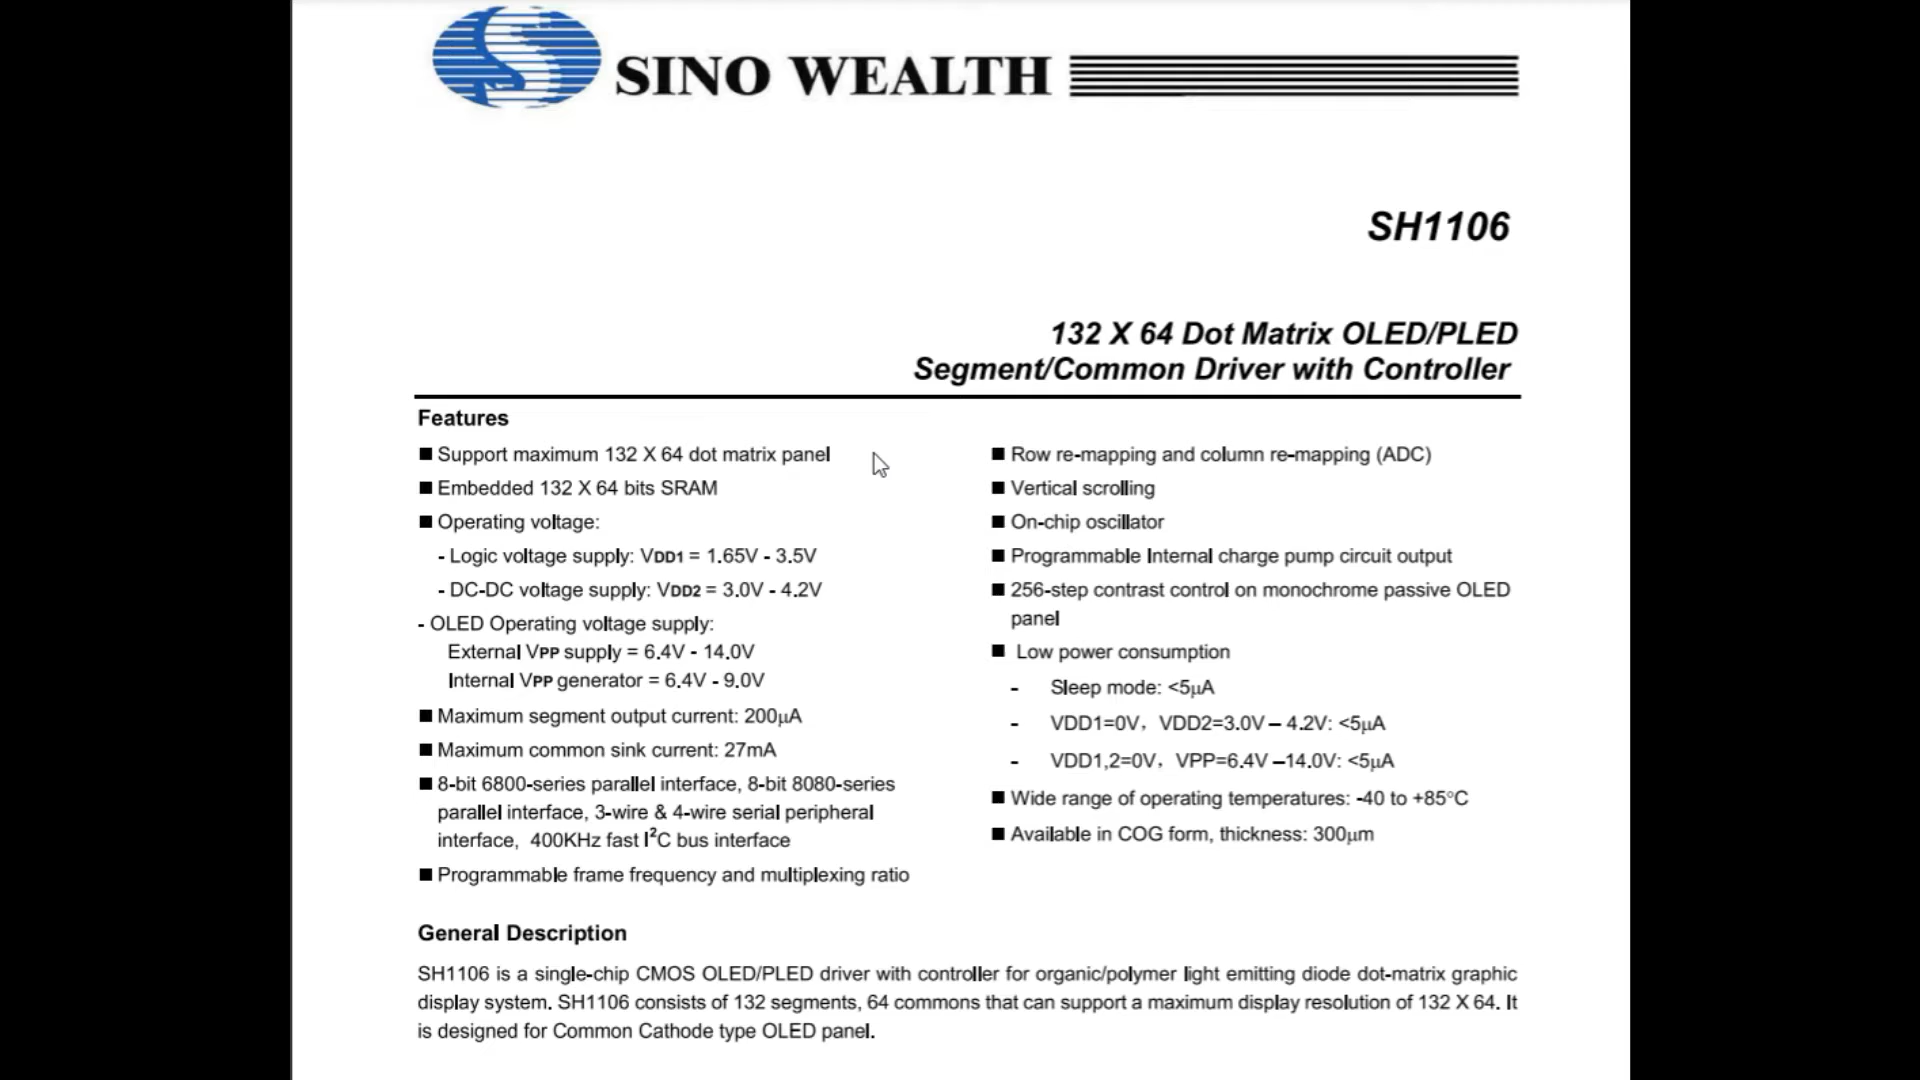 SINO WEALTH
SH1106
132 X 64 Dot Matrix OLED/PLED
Segment/Common Driver with Controller
Features
■ Support maximum 132 X 64 dot matrix panel
■ Embedded 132 X 64 bits SRAM
■ Operating voltage:
- Logic voltage supply: VDD1 = 1.65V - 3.5V
- DC-DC voltage supply: VDD2 = 3.0V - 4.2V
- OLED Operating voltage supply:
External VPP supply = 6.4V - 14.0V
Internal VPP generator = 6.4V - 9.0V
■ Maximum segment output current: 200μA
■ Maximum common sink current: 27mA
■ 8-bit 6800-series parallel interface, 8-bit 8080-series
parallel interface, 3-wire & 4-wire serial peripheral
interface, 400KHz fast I²C bus interface
■ Programmable frame frequency and multiplexing ratio
■ Row re-mapping and column re-mapping (ADC)
■ Vertical scrolling
■ On-chip oscillator
■ Programmable Internal charge pump circuit output
■ 256-step contrast control on monochrome passive OLED
panel
■ Low power consumption
- Sleep mode: <5μA
- VDD1=0V, VDD2=3.0V – 4.2V: <5μA
- VDD1,2=0V, VPP=6.4V –14.0V: <5μA
■ Wide range of operating temperatures: -40 to +85°C
■ Available in COG form, thickness: 300μm
General Description
SH1106 is a single-chip CMOS OLED/PLED driver with controller for organic/polymer light emitting diode dot-matrix graphic
display system. SH1106 consists of 132 segments, 64 commons that can support a maximum display resolution of 132 X 64. It
is designed for Common Cathode type OLED panel.